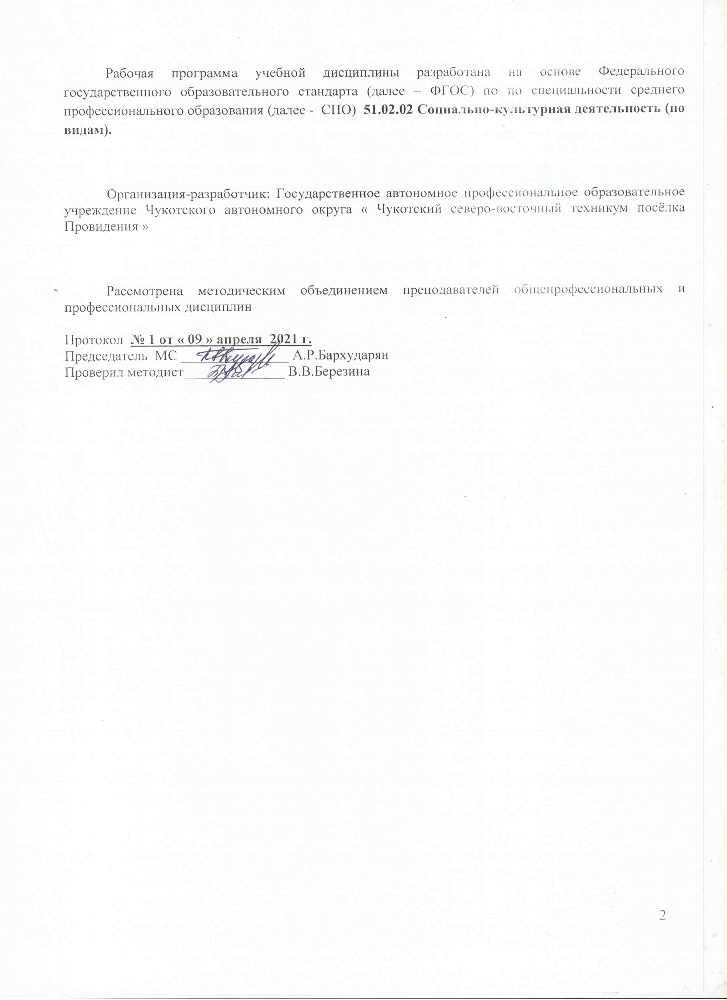 Рабочая программа учебной дисциплины разработана на основе Федерального
государственного образовательного стандарта (далее – ФГОС) по по специальности среднего
профессионального образования (далее - СПО) 51.02.02 Социально-культурная деятельность (по
видам).
Организация-разработчик: Государственное автономное профессиональное образовательное
учреждение Чукотского автономного округа « Чукотский северо-восточный техникум посёлка
Провидения »
Рассмотрена методическим объединением преподавателей общепрофессиональных и
профессиональных дисциплин
Протокол № 1 от « 09 » апреля 2021 г.
Председатель МС ________________ А.Р.Бархударян
Проверил методист_______________ В.В.Березина
2